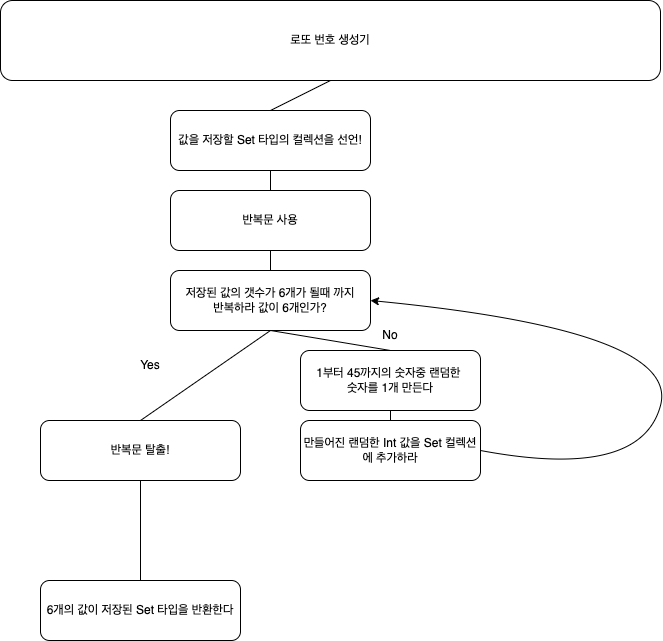 로또 번호 생성기
값을 저장할 Set 타입의 컬렉션을 선언!
반복문 사용
저장된 값의 갯수가 6개가 될때 까지
반복하라 값이 6개인가?
No
Yes
1부터 45까지의 숫자중 랜덤한
숫자를 1개 만든다
만들어진 랜덤한 Int 값을 Set 컬렉션
에 추가하라
반복문 탈출!
6개의 값이 저장된 Set 타입을 반환한다